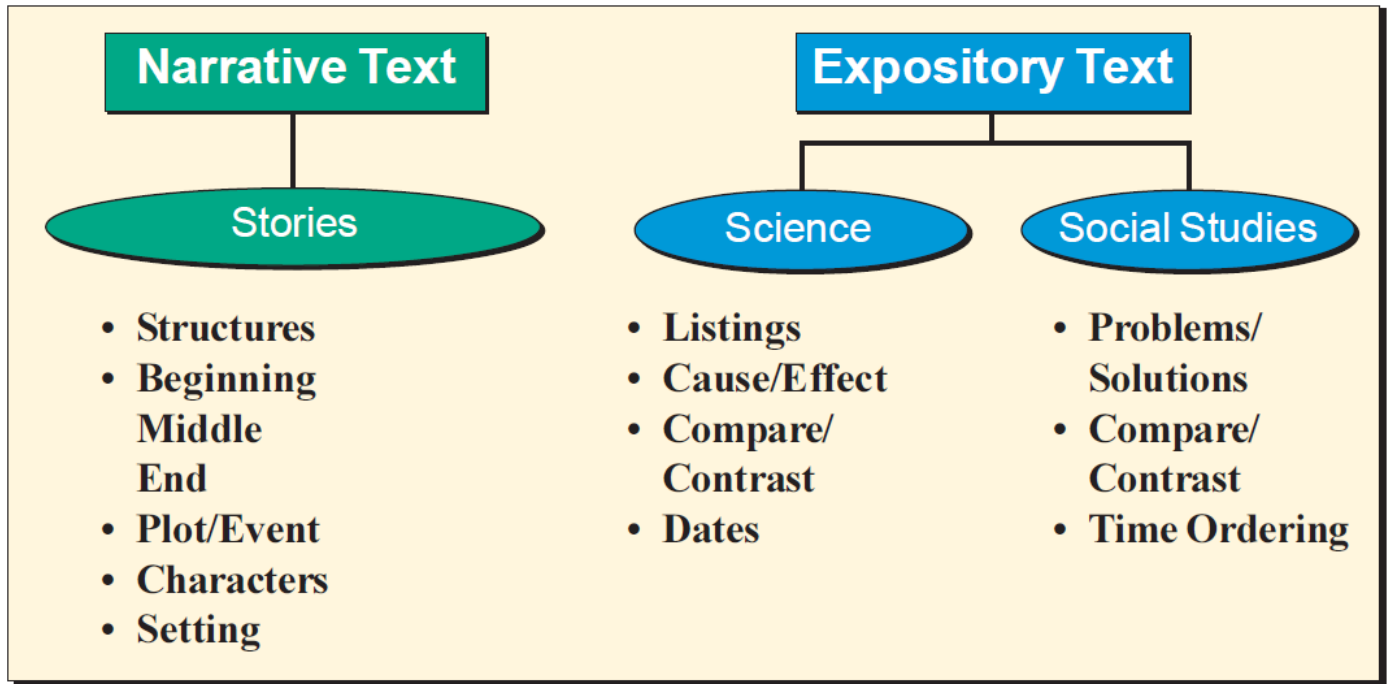 Narrative Text
Stories
• Structures
• Beginning
Middle
End
• Plot/Event
• Characters
• Setting
Expository Text
Science
• Listings
• Cause/Effect
• Compare/
Contrast
• Dates
Social Studies
• Problems/
Solutions
• Compare/
Contrast
• Time Ordering